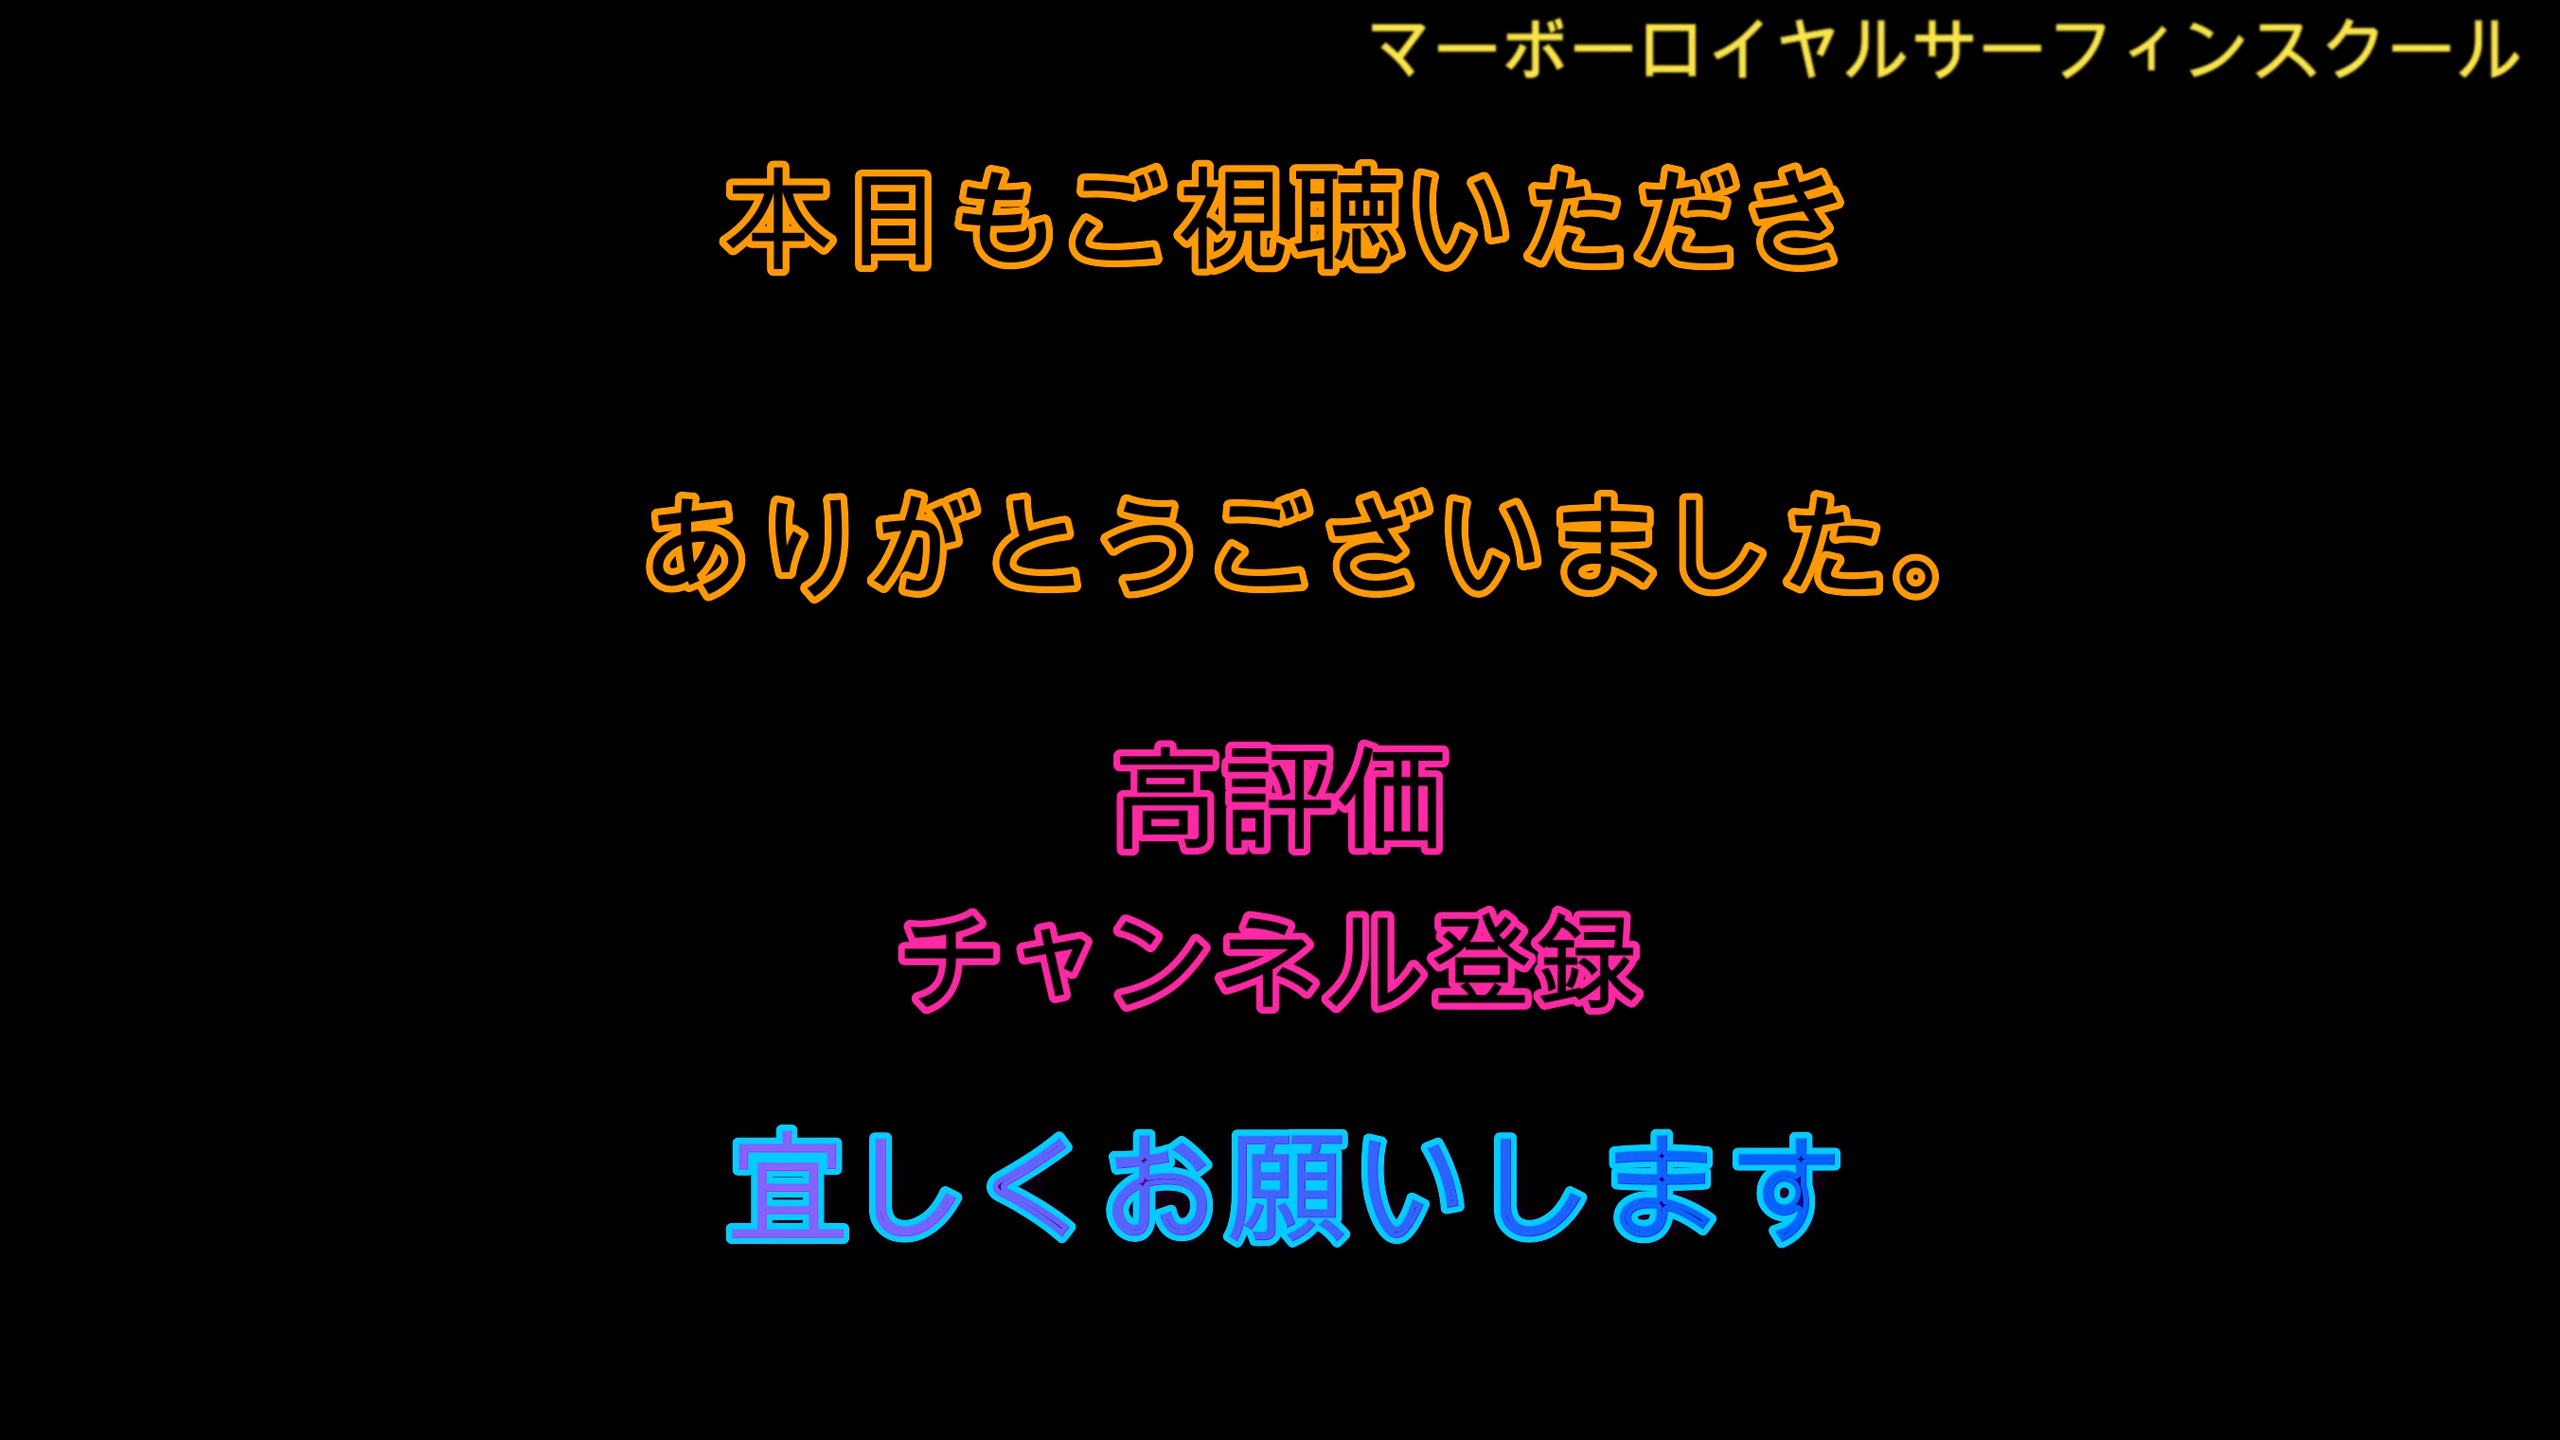 マーボーロイヤルサーフィンスクール
本日もご視聴いただき
ありがとうございました。
高評価
チャンネル登録
宜しくお願いします